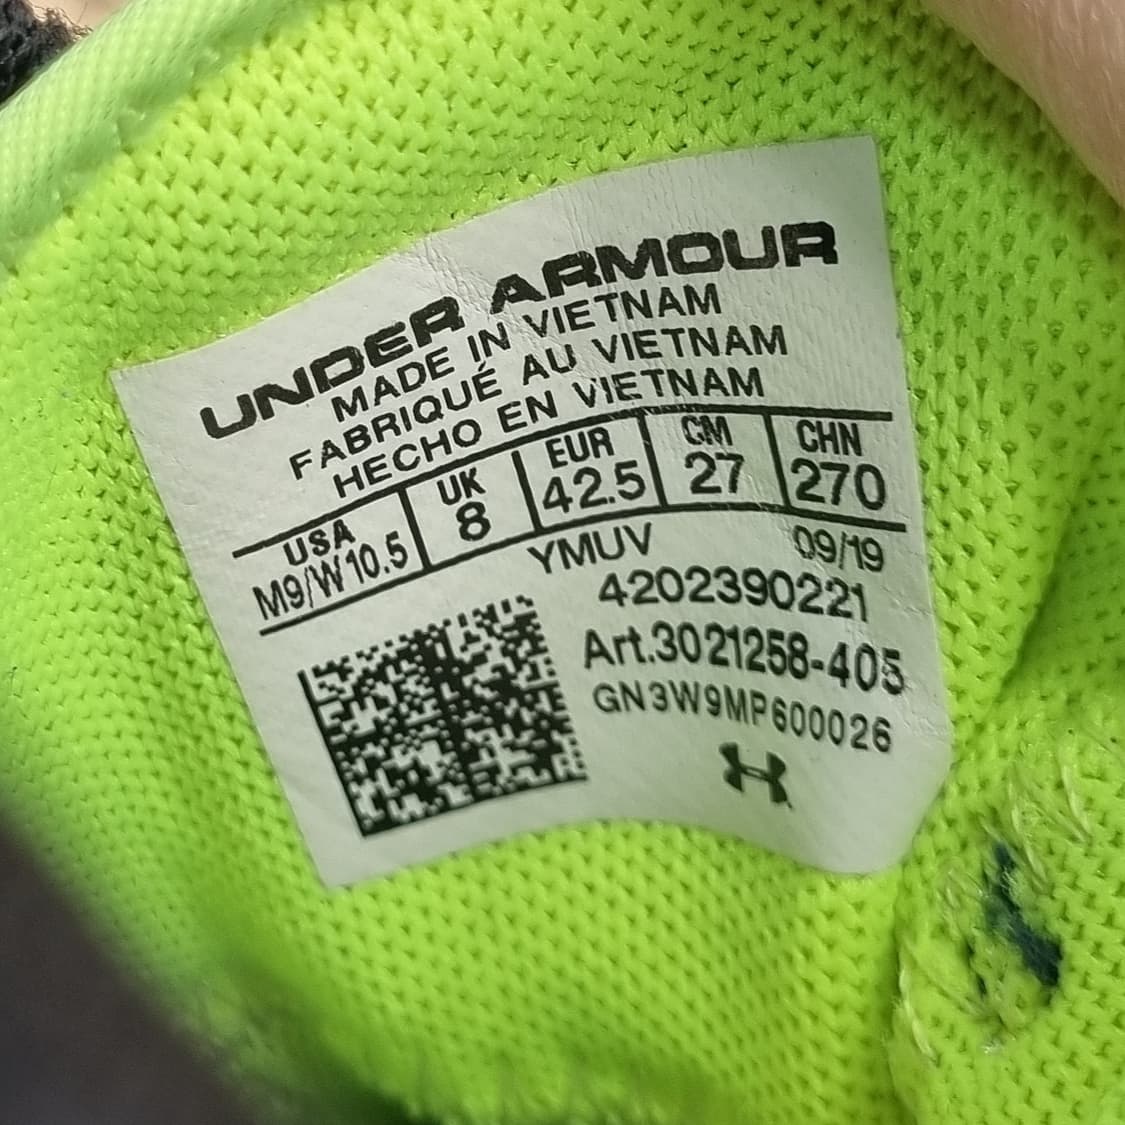 UNDER ARMOUR
MADE IN VIETNAM
FABRIQUÉ AU VIETNAM
HECHO EN VIETNAM
USA UK EUR CM CHN
M9/W10.5 8 42.5 27 270
YMUV 09/19
4202390221
Art.3021258-405
GN3W9MP600026